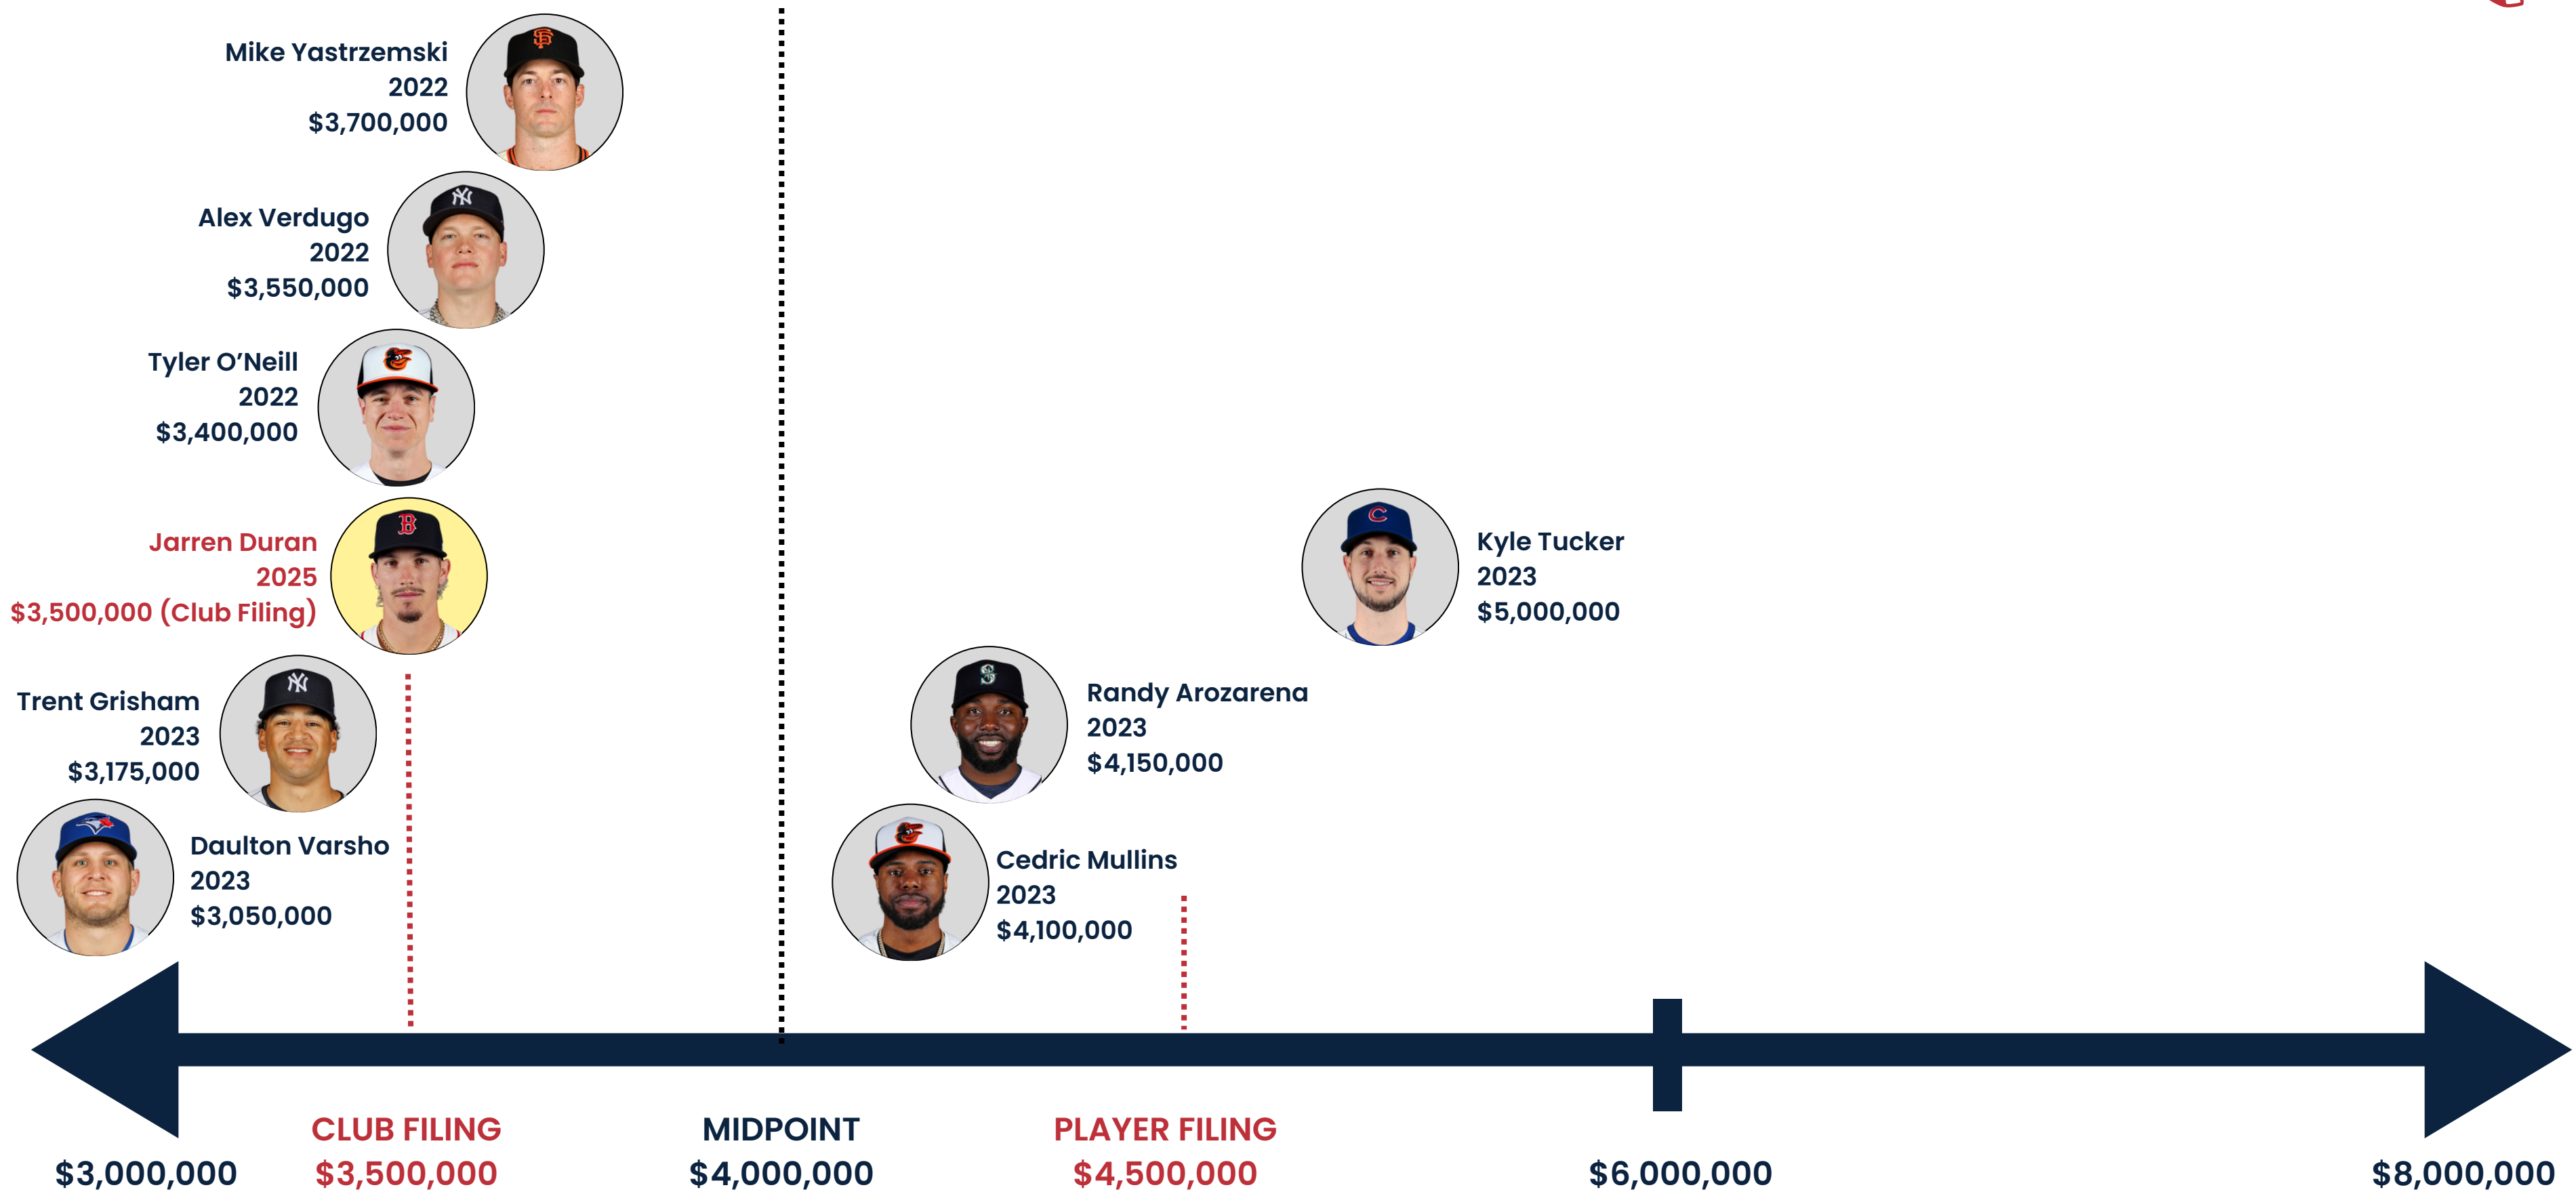 Mike Yastrzemski
2022
$3,700,000
Alex Verdugo
2022
$3,550,000
Tyler O’Neill
2022
$3,400,000
Jarren Duran
2025
$3,500,000 (Club Filing)
Kyle Tucker
2023
$5,000,000
Trent Grisham
2023
$3,175,000
Randy Arozarena
2023
$4,150,000
Daulton Varsho
2023
$3,050,000
Cedric Mullins
2023
$4,100,000
CLUB FILING
MIDPOINT
PLAYER FILING
$3,000,000
$3,500,000
$4,000,000
$4,500,000
$6,000,000
$8,000,000